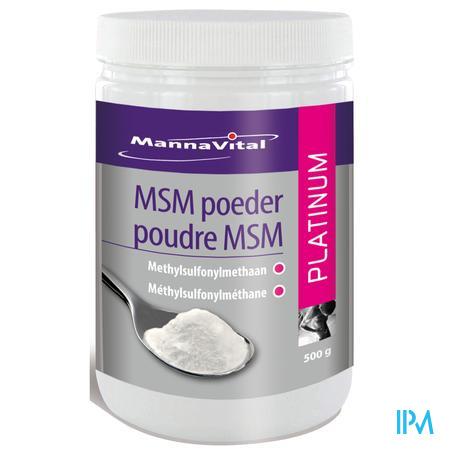 MannaVital
MSM poeder
poudre MSM
Methylsulfonylmethaan
Méthylsulfonylméthane
PLATINUM
500 g
IPM